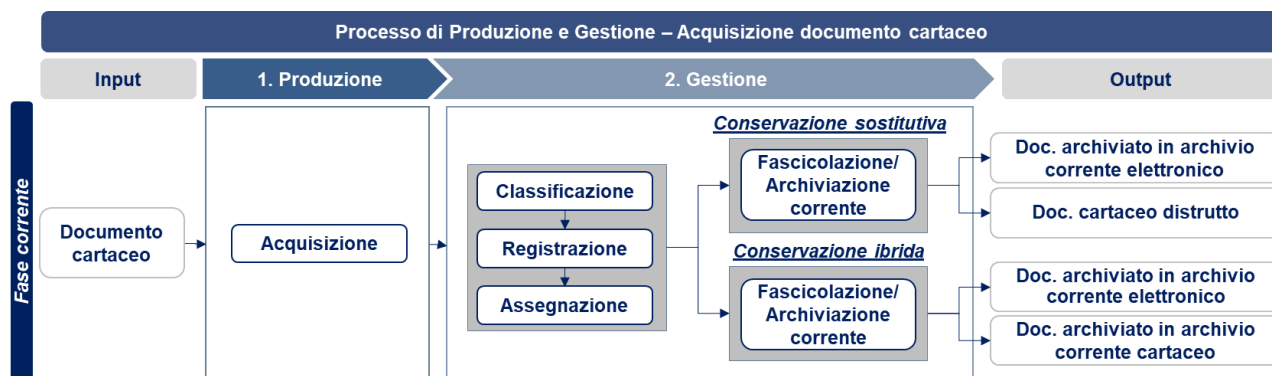 Processo di Produzione e Gestione – Acquisizione documento cartaceo
Input
1. Produzione
2. Gestione
Output
Fase corrente
Documento
cartaceo
Acquisizione
Classificazione
Registrazione
Assegnazione
Conservazione sostitutiva
Fascicolazione/
Archiviazione
corrente
Conservazione ibrida
Fascicolazione/
Archiviazione
corrente
Doc. archiviato in archivio
corrente elettronico
Doc. cartaceo distrutto
Doc. archiviato in archivio
corrente elettronico
Doc. archiviato in archivio
corrente cartaceo